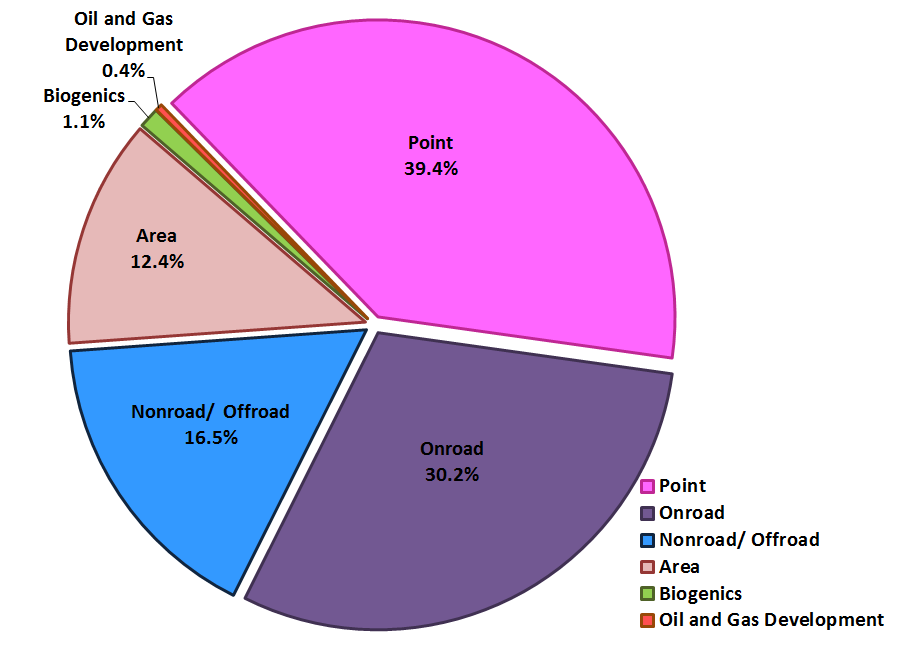 Oil and Gas
Development
0.4%
Biogenics
1.1%
Point
39.4%
Area
12.4%
Nonroad/ Offroad
16.5%
Onroad
30.2%
Point
Onroad
Nonroad/ Offroad
Area
Biogenics
Oil and Gas Development